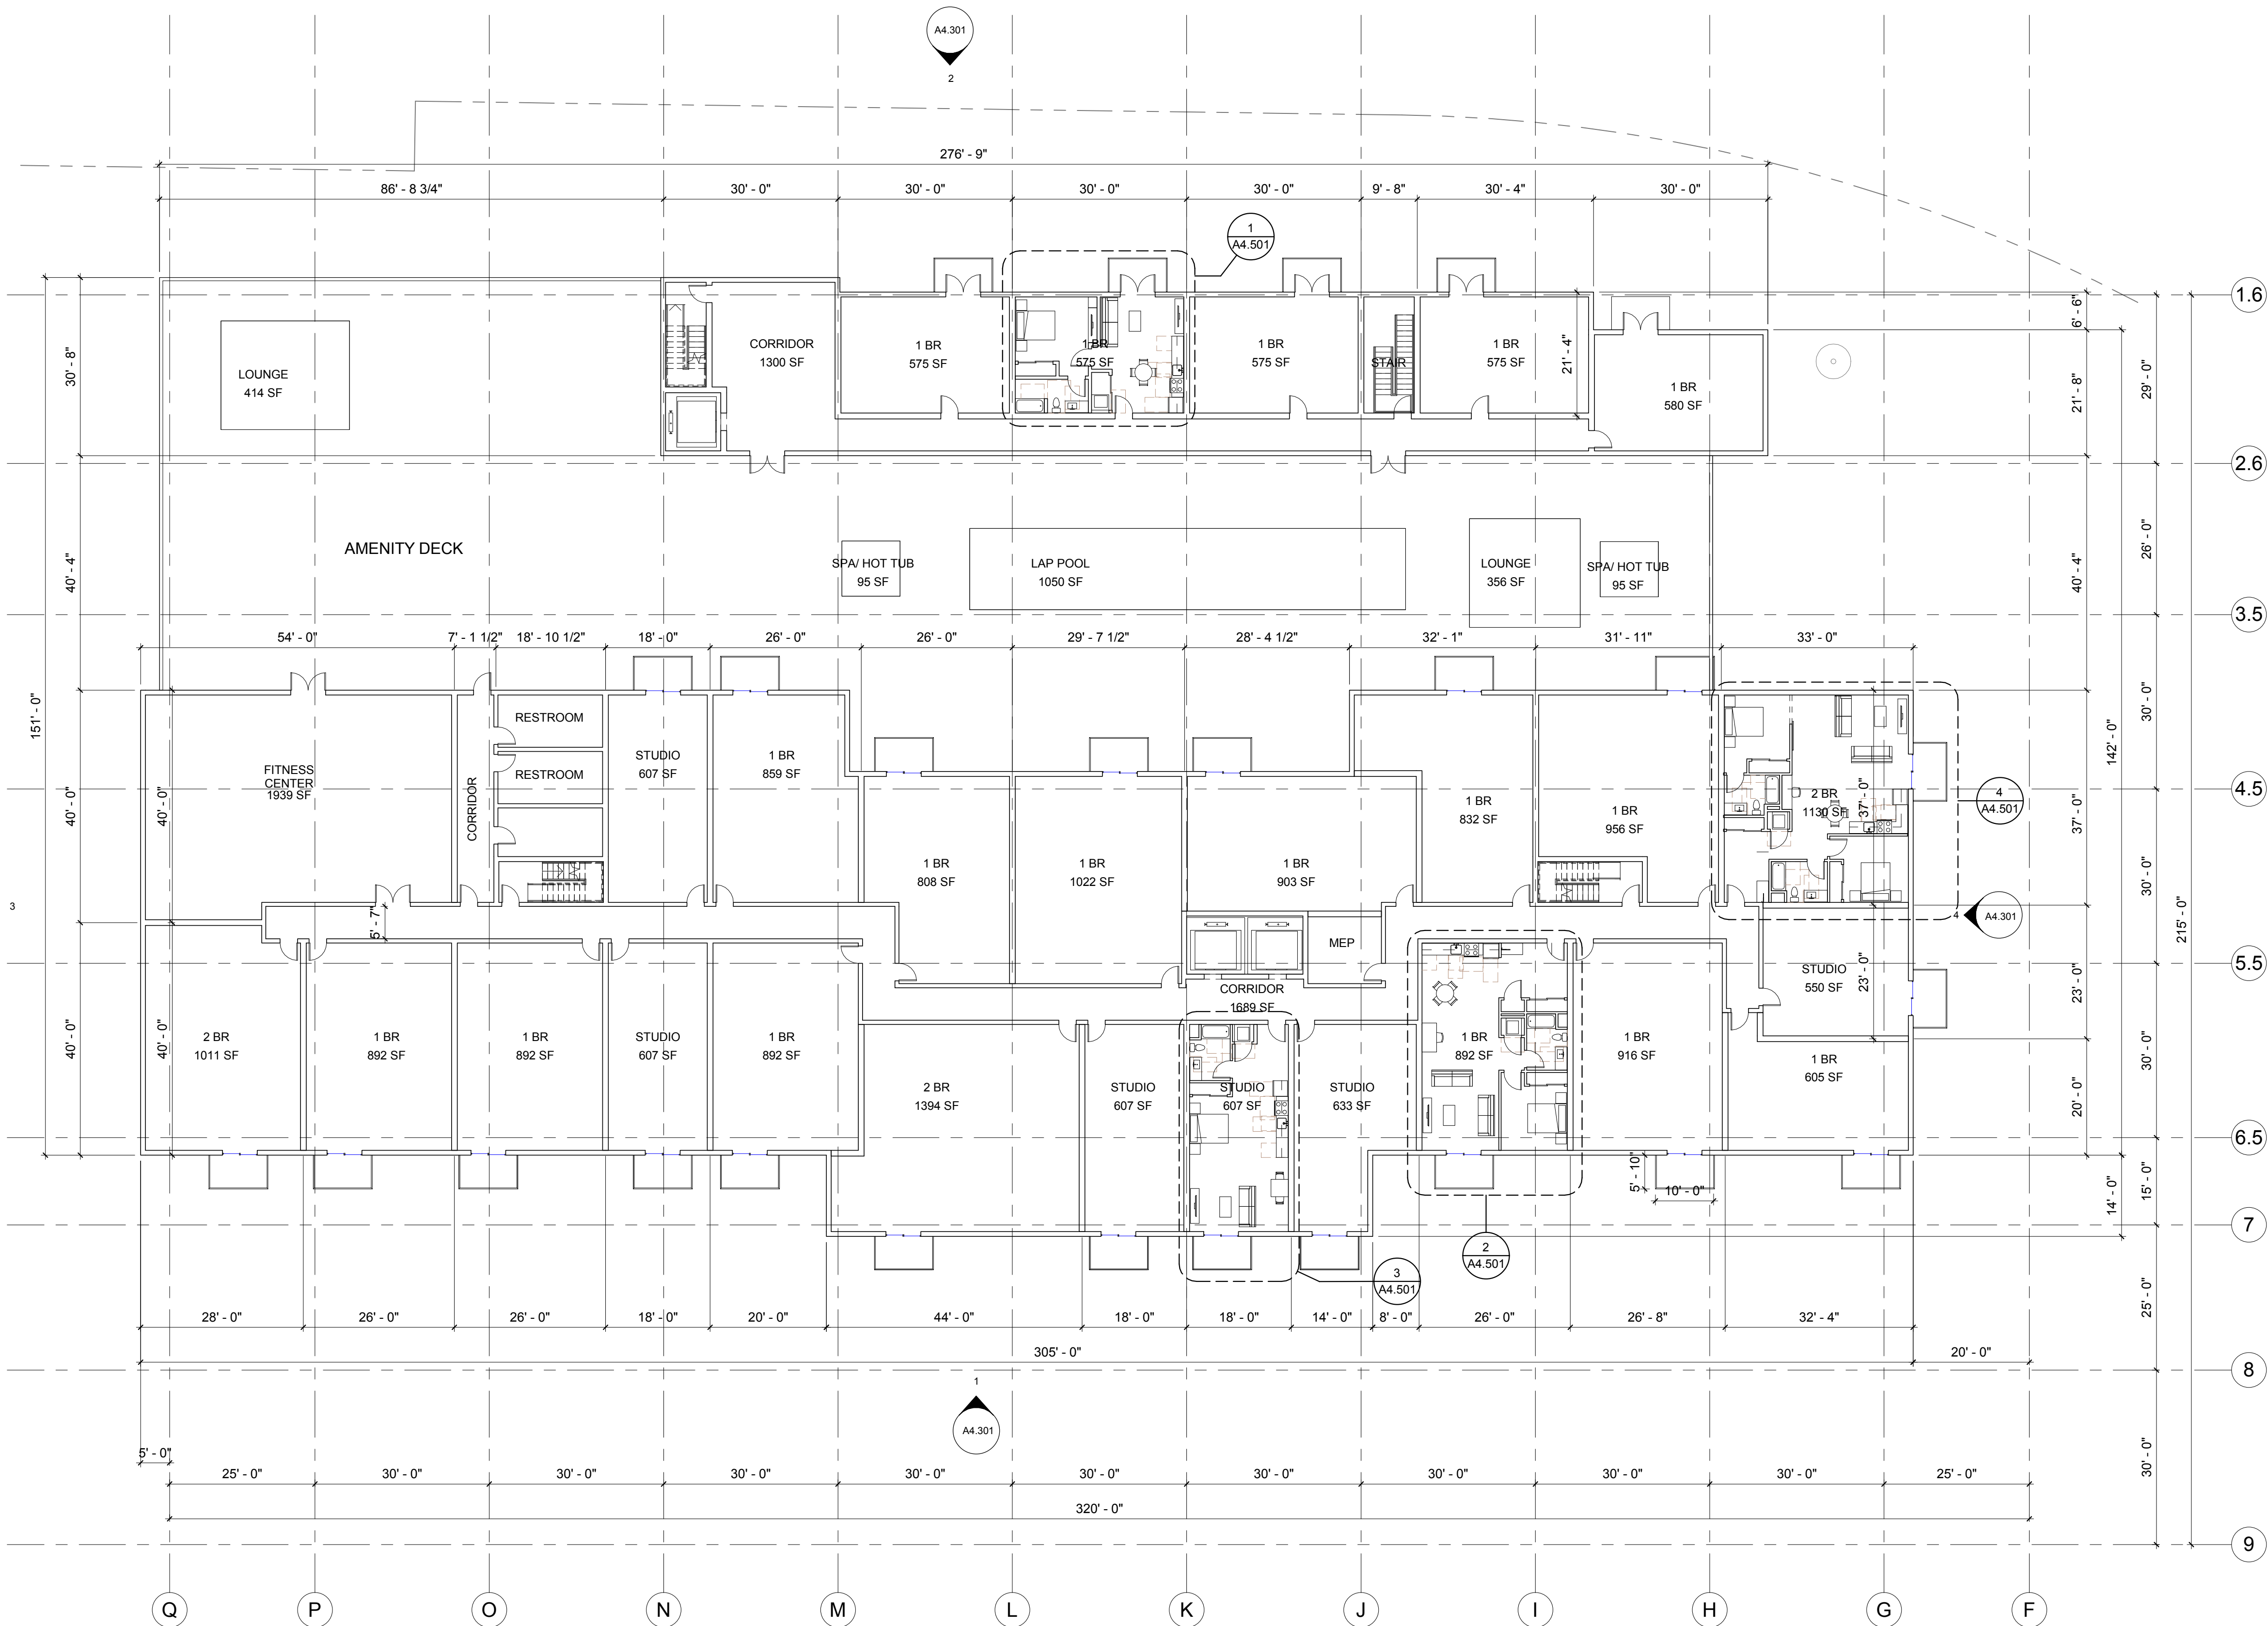 A4.301
2
276' - 9"
86' - 8 3/4"
30' - 0"
30' - 0"
30' - 0"
30' - 0"
9' - 8"
30' - 4"
30' - 0"
1
A4.501
1.6
6' - 6"
30' - 8"
LOUNGE
414 SF
CORRIDOR
1300 SF
1 BR
575 SF
1 BR
575 SF
1 BR
575 SF
STAIR
1 BR
575 SF
21' - 4"
1 BR
580 SF
21' - 8"
29' - 0"
2.6
AMENITY DECK
40' - 4"
SPA/ HOT TUB
95 SF
LAP POOL
1050 SF
LOUNGE
356 SF
SPA/ HOT TUB
95 SF
40' - 4"
26' - 0"
3.5
54' - 0"
7' - 1 1/2"
18' - 10 1/2"
18' - 0"
26' - 0"
26' - 0"
29' - 7 1/2"
28' - 4 1/2"
32' - 1"
31' - 11"
33' - 0"
151' - 0"
30' - 0"
142' - 0"
RESTROOM
RESTROOM
FITNESS
CENTER
1939 SF
CORRIDOR
STUDIO
607 SF
1 BR
859 SF
1 BR
832 SF
1 BR
956 SF
2 BR
1130 SF
37' - 0"
4
A4.501
4.5
40' - 0"
40' - 0"
37' - 0"
1 BR
808 SF
1 BR
1022 SF
1 BR
903 SF
30' - 0"
3
5' - 7"
MEP
4
A4.301
215' - 0"
5.5
CORRIDOR
1689 SF
STUDIO
550 SF
23' - 0"
23' - 0"
40' - 0"
40' - 0"
2 BR
1011 SF
1 BR
892 SF
1 BR
892 SF
STUDIO
607 SF
1 BR
892 SF
2 BR
1394 SF
STUDIO
607 SF
STUDIO
607 SF
STUDIO
633 SF
1 BR
892 SF
1 BR
916 SF
1 BR
605 SF
30' - 0"
20' - 0"
6.5
5' - 10"
10' - 0"
14' - 0"
15' - 0"
7
2
A4.501
3
A4.501
25' - 0"
28' - 0"
26' - 0"
26' - 0"
18' - 0"
20' - 0"
44' - 0"
18' - 0"
18' - 0"
14' - 0"
8' - 0"
26' - 0"
26' - 8"
32' - 4"
305' - 0"
20' - 0"
8
1
A4.301
5' - 0"
30' - 0"
25' - 0"
30' - 0"
30' - 0"
30' - 0"
30' - 0"
30' - 0"
30' - 0"
30' - 0"
30' - 0"
30' - 0"
25' - 0"
320' - 0"
9
Q
P
O
N
M
L
K
J
I
H
G
F